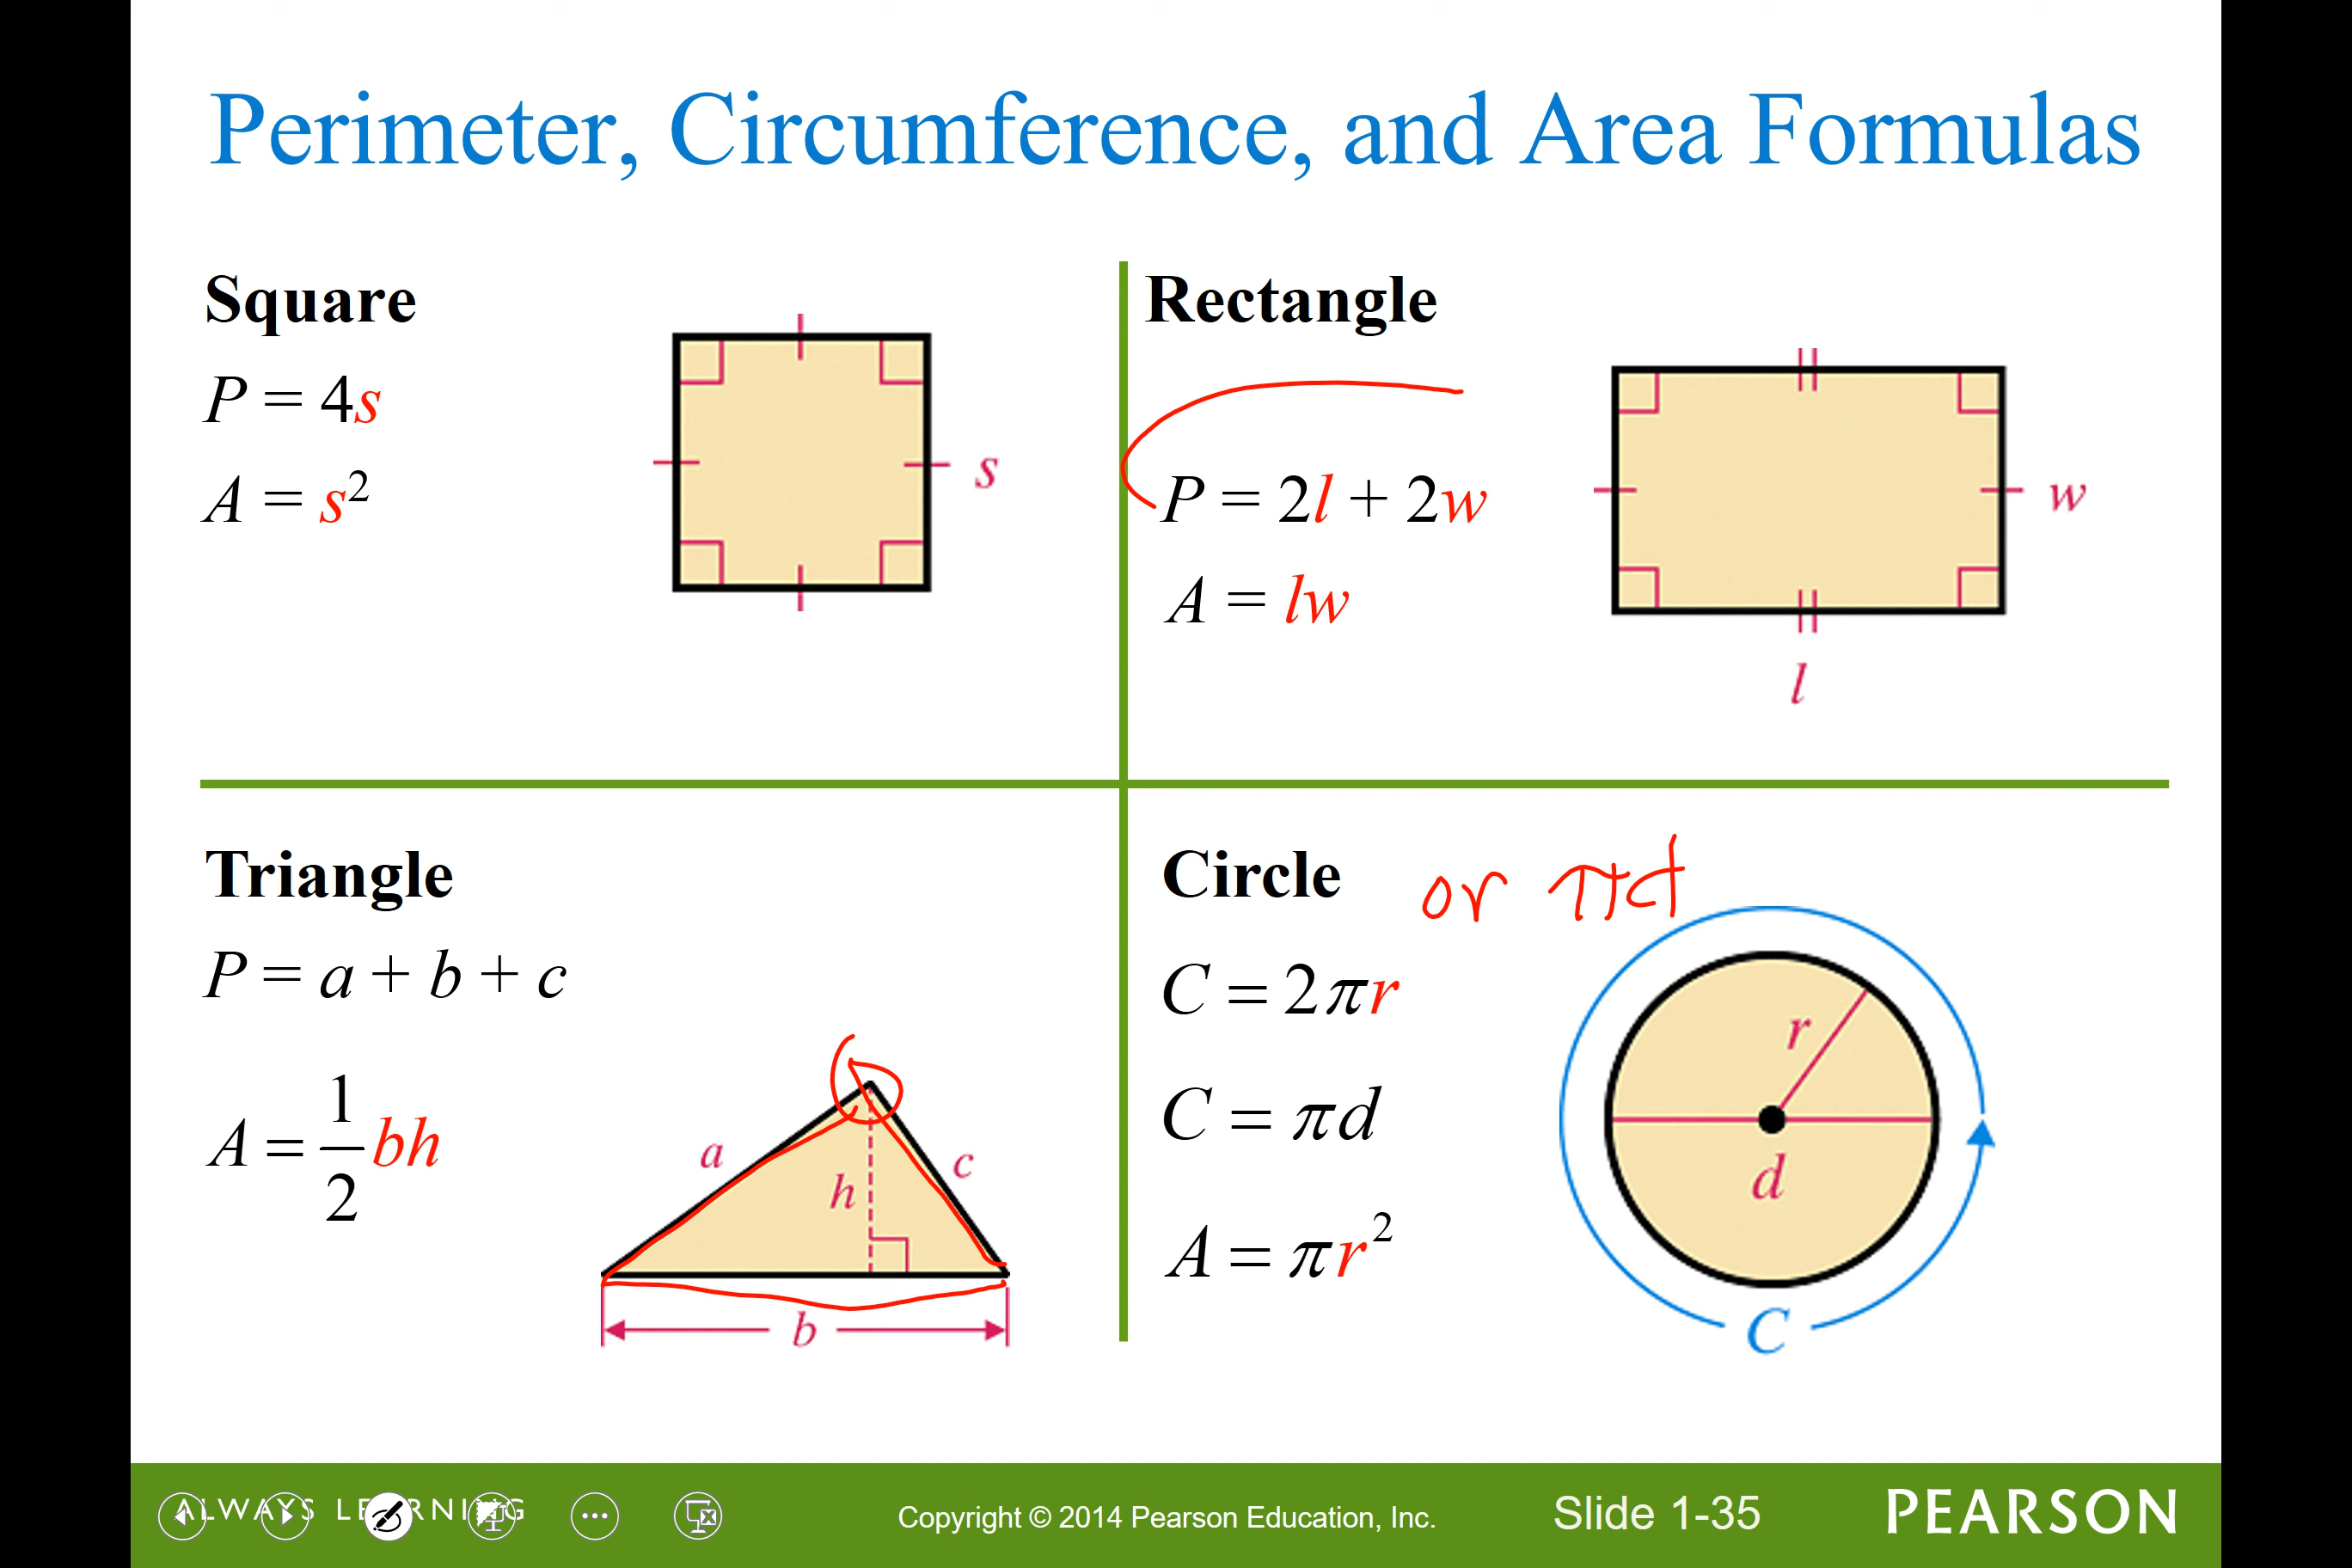 Perimeter, Circumference, and Area Formulas
Square
P = 4s
A = s²
s
Rectangle
P = 2l + 2w
A = lw
w
l
Triangle
P = a + b + c
A = 1/2 bh
a
h
c
b
Circle
or πd
C = 2πr
C = πd
A = πr²
r
d
C
ALWAYS LEARNING
Copyright © 2014 Pearson Education, Inc.
Slide 1-35
PEARSON